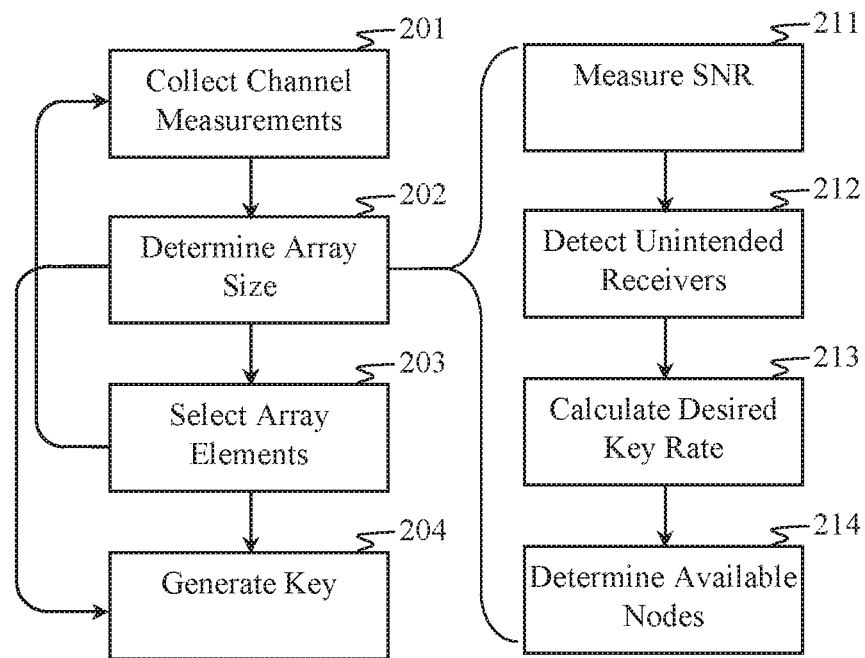 201
Collect Channel
Measurements
202
Determine Array
Size
203
Select Array
Elements
204
Generate Key
211
Measure SNR
212
Detect Unintended
Receivers
213
Calculate Desired
Key Rate
214
Determine Available
Nodes